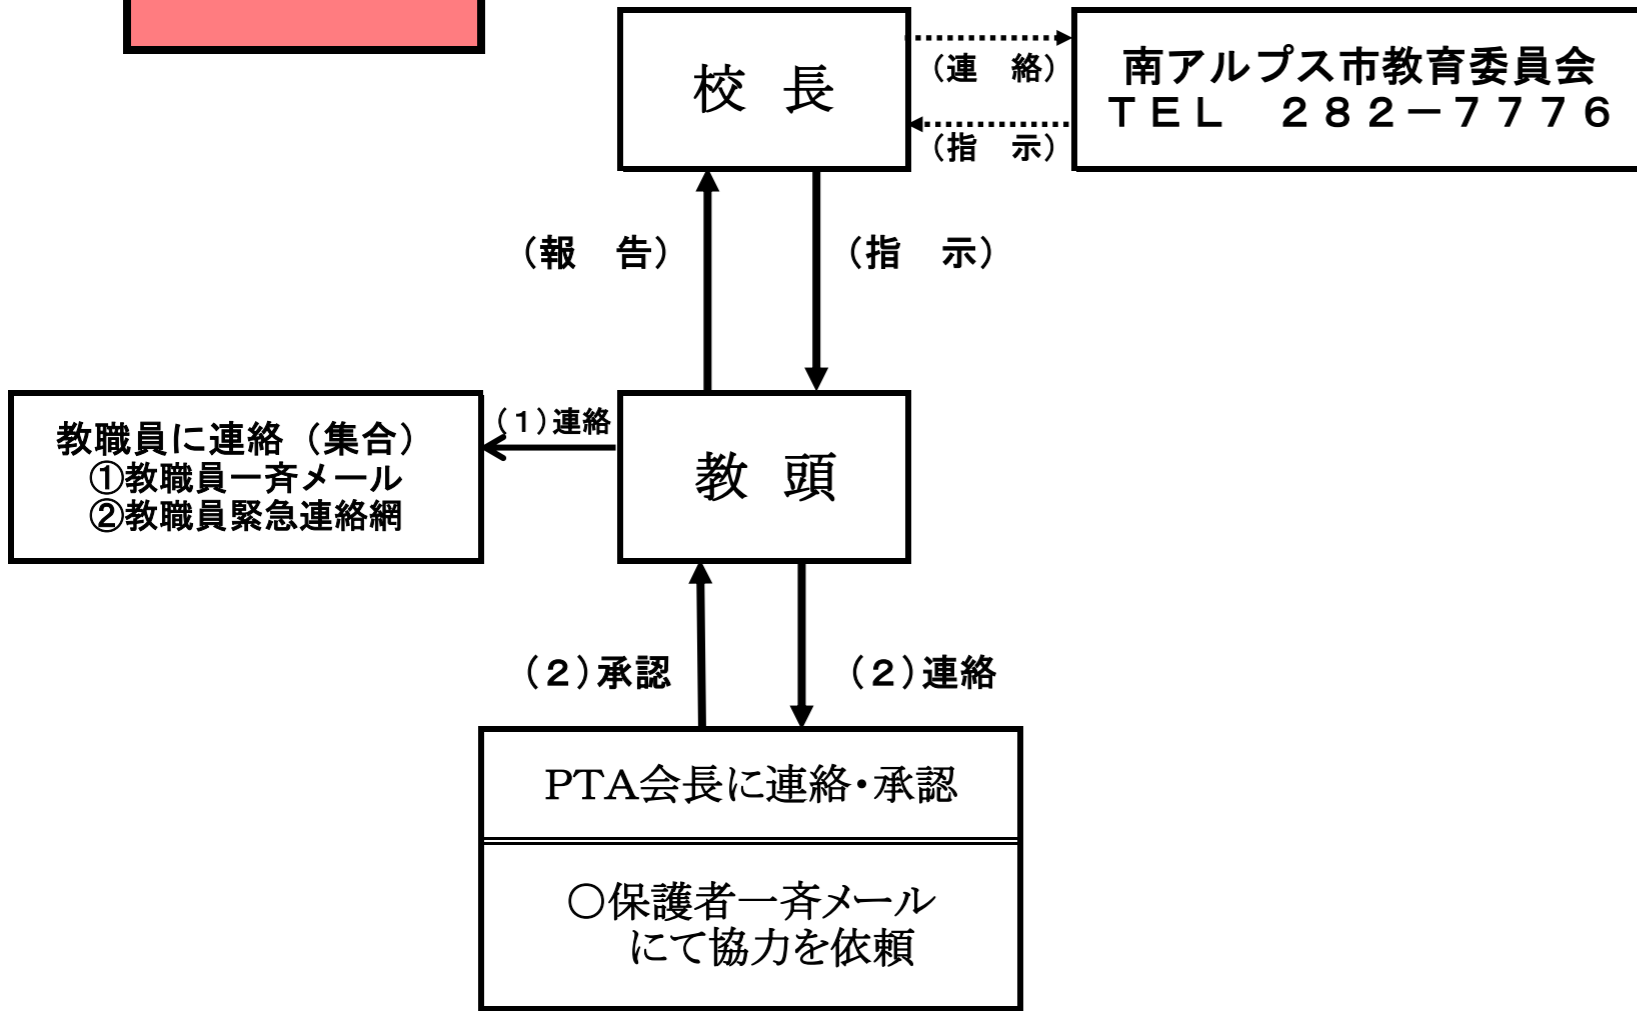 校 長
（連　絡）
（指　示）
南アルプス市教育委員会
ＴＥＬ　２８２－７７７６
（報　告）
（指　示）
教職員に連絡（集合）
①教職員一斉メール
②教職員緊急連絡網
（１）連絡
教 頭
（２）承認
（２）連絡
PTA会長に連絡・承認
○保護者一斉メール
にて協力を依頼